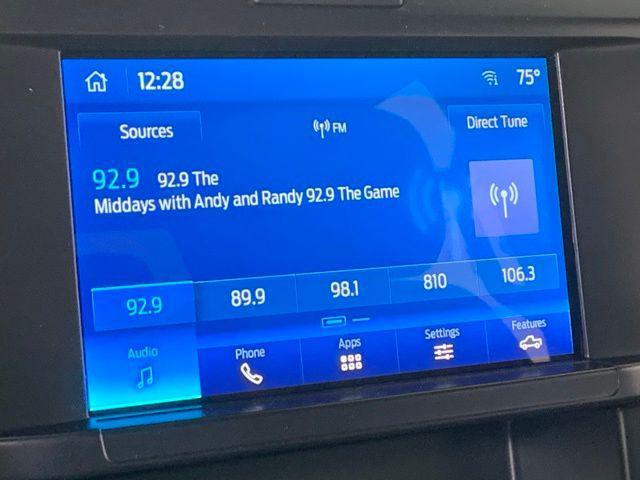 12:28 75°
Sources FM Direct Tune
92.9 92.9 The
Middays with Andy and Randy 92.9 The Game
92.9 89.9 98.1 810 106.3
Audio Phone Apps Settings Features